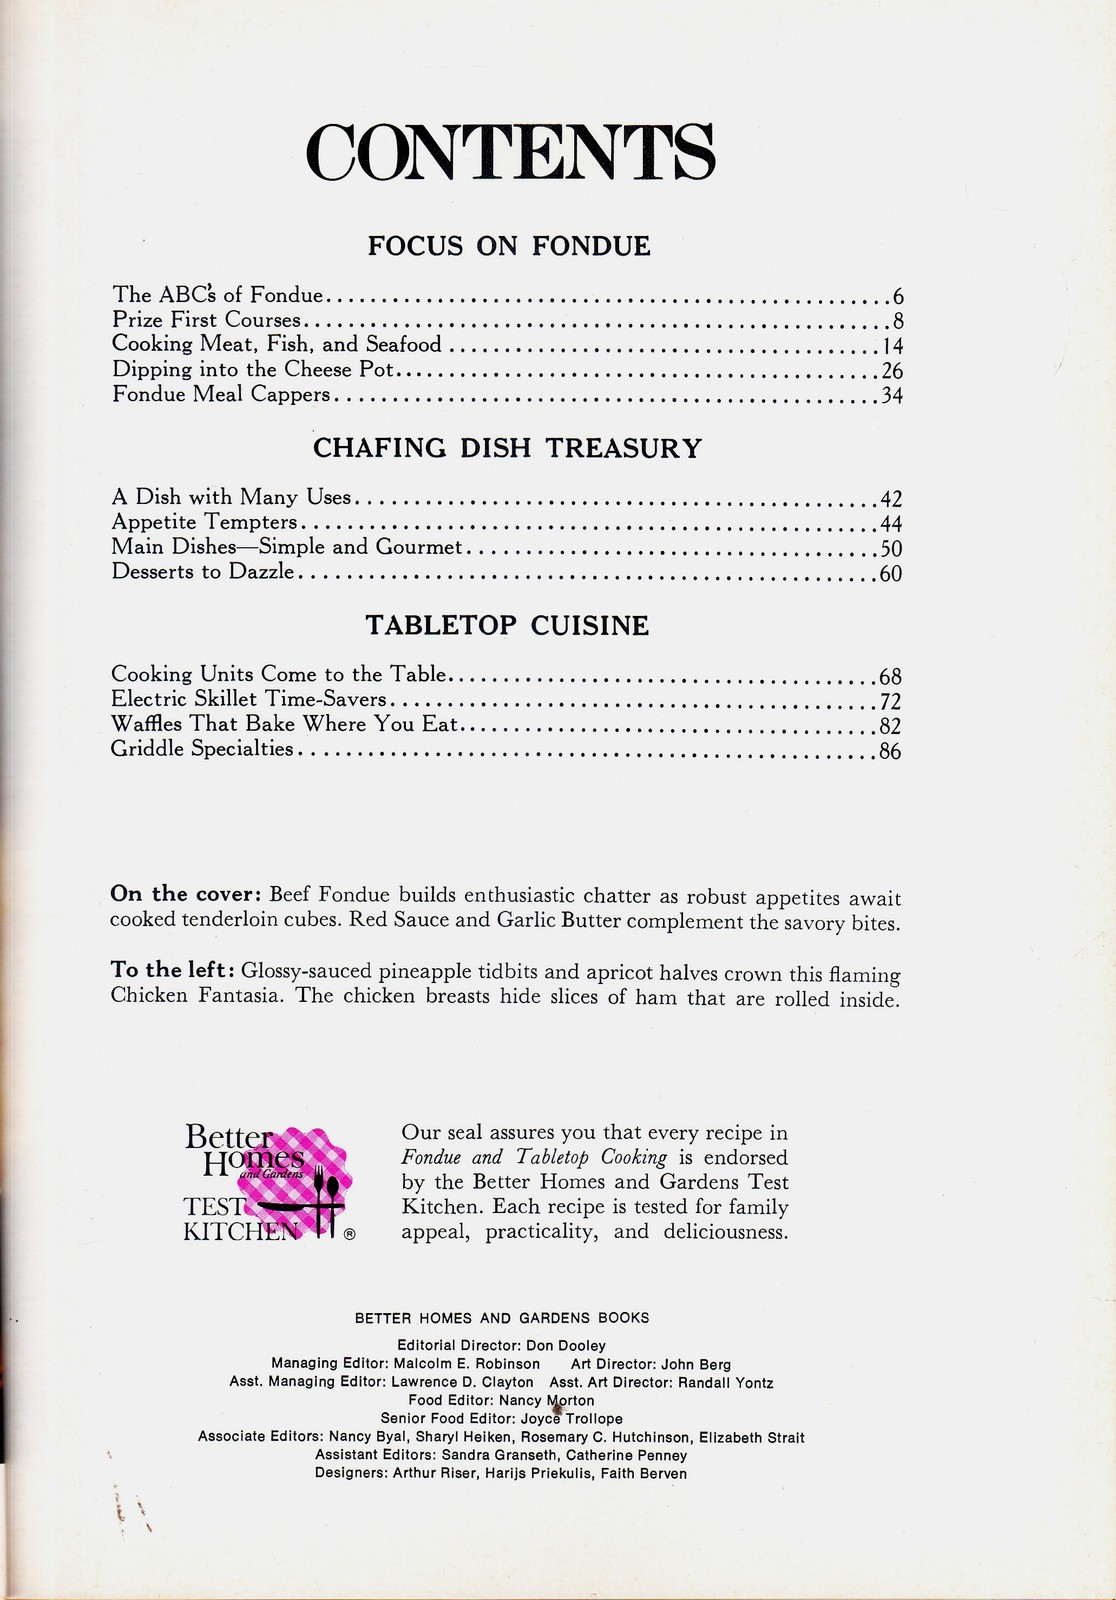 CONTENTS
FOCUS ON FONDUE
The ABC's of Fondue.................................................6
Prize First Courses.................................................8
Cooking Meat, Fish, and Seafood.....................................14
Dipping into the Cheese Pot.........................................26
Fondue Meal Cappers.................................................34
CHAFING DISH TREASURY
A Dish with Many Uses...............................................42
Appetite Tempters...................................................44
Main Dishes—Simple and Gourmet......................................50
Desserts to Dazzle..................................................60
TABLETOP CUISINE
Cooking Units Come to the Table.....................................68
Electric Skillet Time-Savers........................................72
Waffles That Bake Where You Eat.....................................82
Griddle Specialties.................................................86
On the cover: Beef Fondue builds enthusiastic chatter as robust appetites await
cooked tenderloin cubes. Red Sauce and Garlic Butter complement the savory bites.
To the left: Glossy-sauced pineapple tidbits and apricot halves crown this flaming
Chicken Fantasia. The chicken breasts hide slices of ham that are rolled inside.
Better
Homes
and Gardens
TEST
KITCHEN ®
Our seal assures you that every recipe in
Fondue and Tabletop Cooking is endorsed
by the Better Homes and Gardens Test
Kitchen. Each recipe is tested for family
appeal, practicality, and deliciousness.
BETTER HOMES AND GARDENS BOOKS
Editorial Director: Don Dooley
Managing Editor: Malcolm E. Robinson Art Director: John Berg
Asst. Managing Editor: Lawrence D. Clayton Asst. Art Director: Randall Yontz
Food Editor: Nancy Morton
Senior Food Editor: Joyce Trollope
Associate Editors: Nancy Byal, Sharyl Heiken, Rosemary C. Hutchinson, Elizabeth Strait
Assistant Editors: Sandra Granseth, Catherine Penney
Designers: Arthur Riser, Harijs Priekulis, Faith Berven